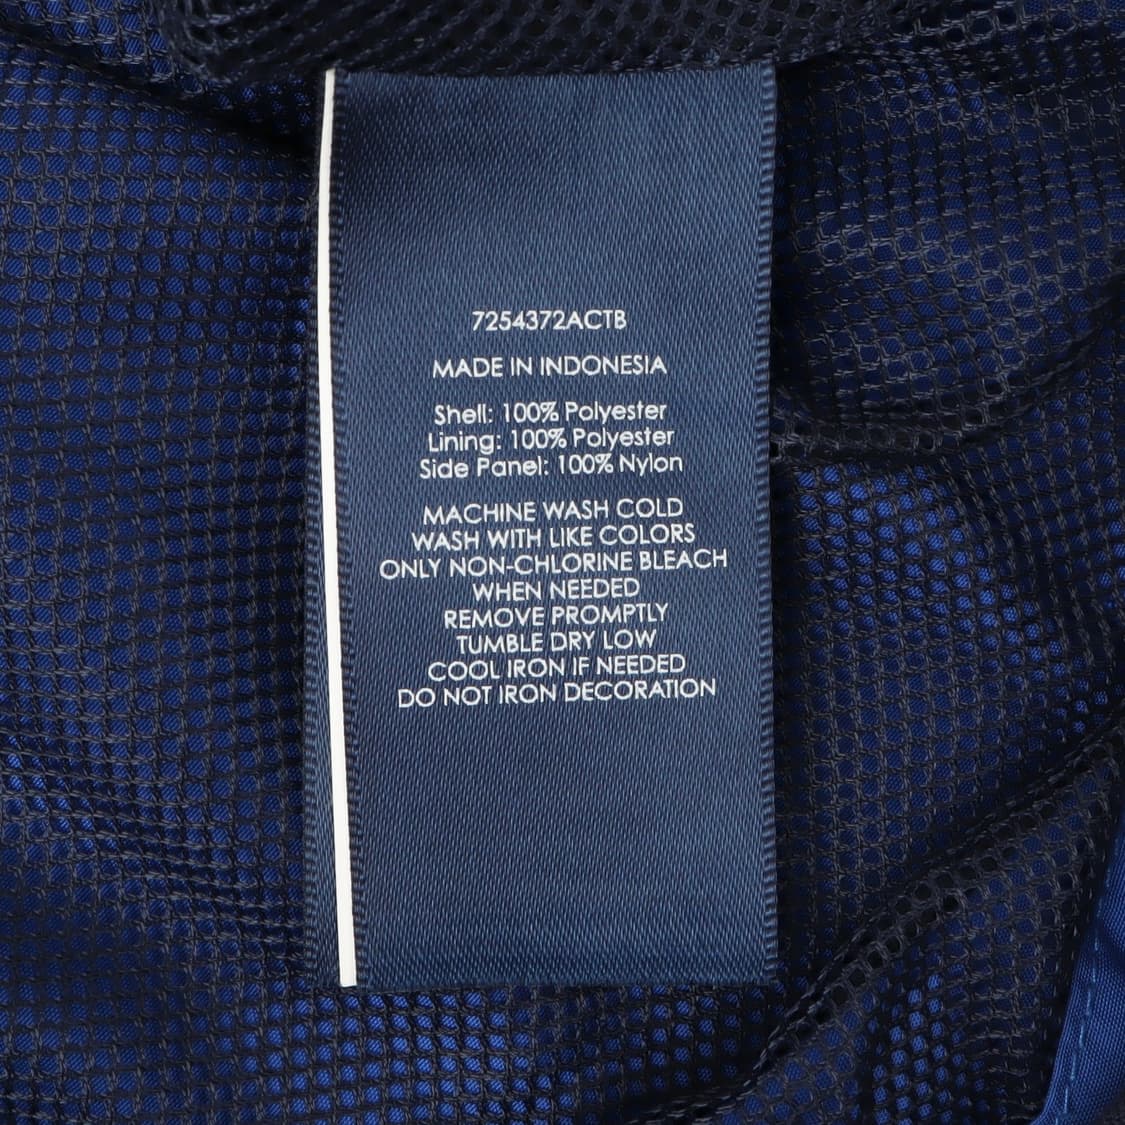 7254372ACTB
MADE IN INDONESIA
Shell: 100% Polyester
Lining: 100% Polyester
Side Panel: 100% Nylon
MACHINE WASH COLD
WASH WITH LIKE COLORS
ONLY NON-CHLORINE BLEACH
WHEN NEEDED
REMOVE PROMPTLY
TUMBLE DRY LOW
COOL IRON IF NEEDED
DO NOT IRON DECORATION